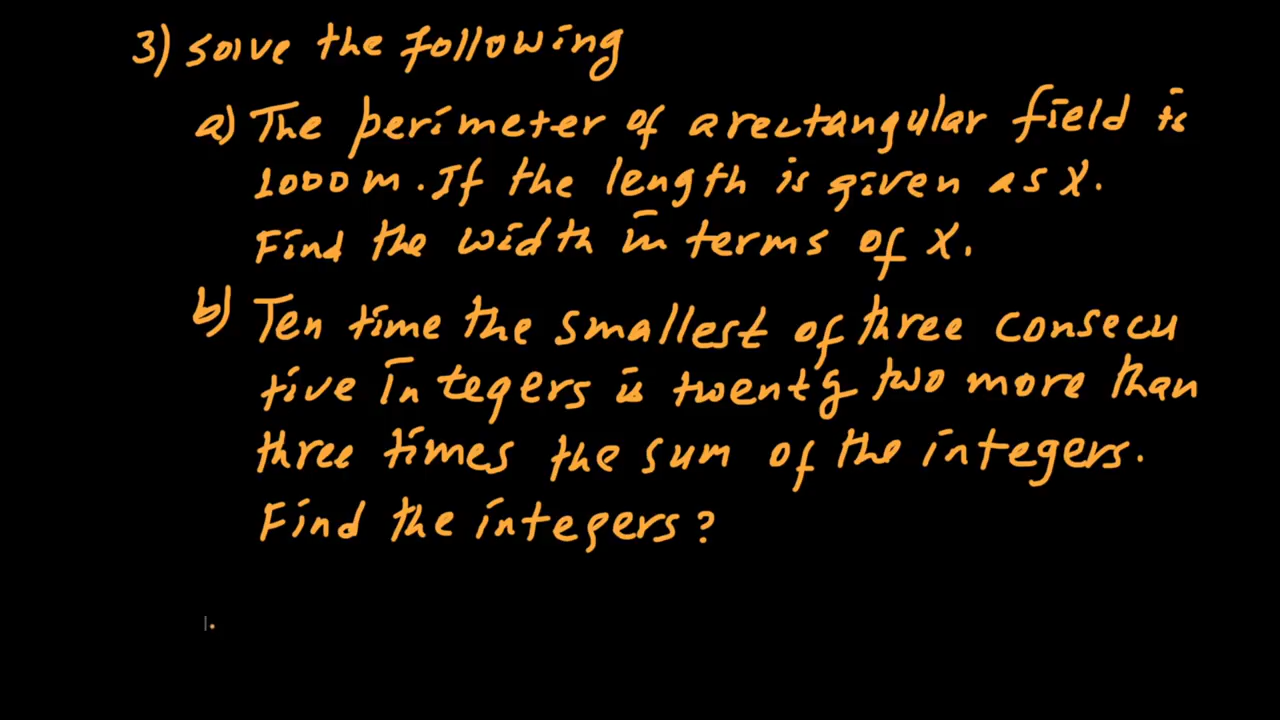 3) Solve the following
a) The perimeter of a rectangular field is
1000m. If the length is given as x.
Find the width in terms of x.
b) Ten time the smallest of three consecu
tive integers is twenty two more than
three times the sum of the integers.
Find the integers?